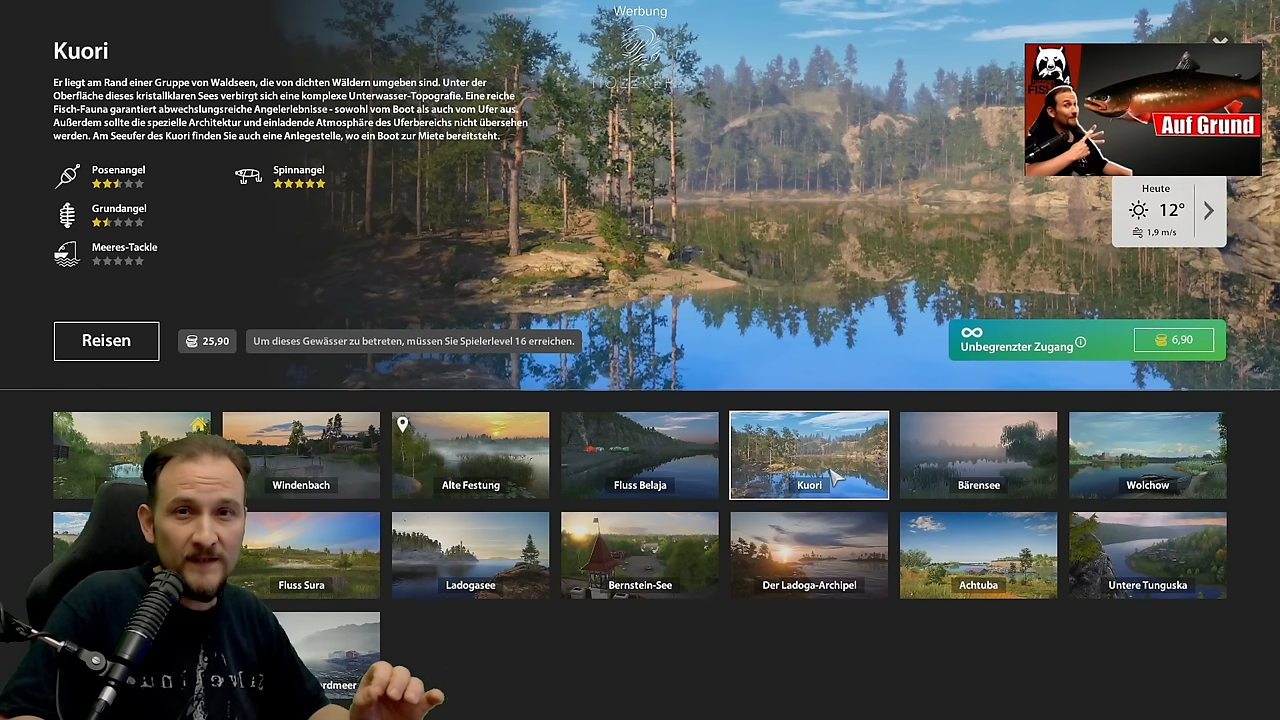 Werbung
Kuori
Er liegt am Rand einer Gruppe von Waldseen, die von dichten Wäldern umgeben sind. Unter der
Oberfläche dieses kristallklaren Sees verbirgt sich eine komplexe Unterwasser-Topografie. Eine reiche
Fisch-Fauna garantiert abwechslungsreiche Angelerlebnisse - sowohl vom Boot als auch vom Ufer aus.
Außerdem sollte die spezielle Architektur und einladende Atmosphäre des Uferbereichs nicht übersehen
werden. Am Seeufer des Kuori finden Sie auch eine Anlegestelle, wo ein Boot zur Miete bereitsteht.
Posenangel
Spinnangel
Grundangel
Meeres-Tackle
Auf Grund
Heute
12°
1,9 m/s
Reisen
25,90
Um dieses Gewässer zu betreten, müssen Sie Spielerlevel 16 erreichen.
Unbegrenzter Zugang
6,90
Windenbach
Alte Festung
Fluss Belaja
Kuori
Bärensee
Wolchow
Fluss Sura
Ladogasee
Bernstein-See
Der Ladoga-Archipel
Achtuba
Untere Tunguska